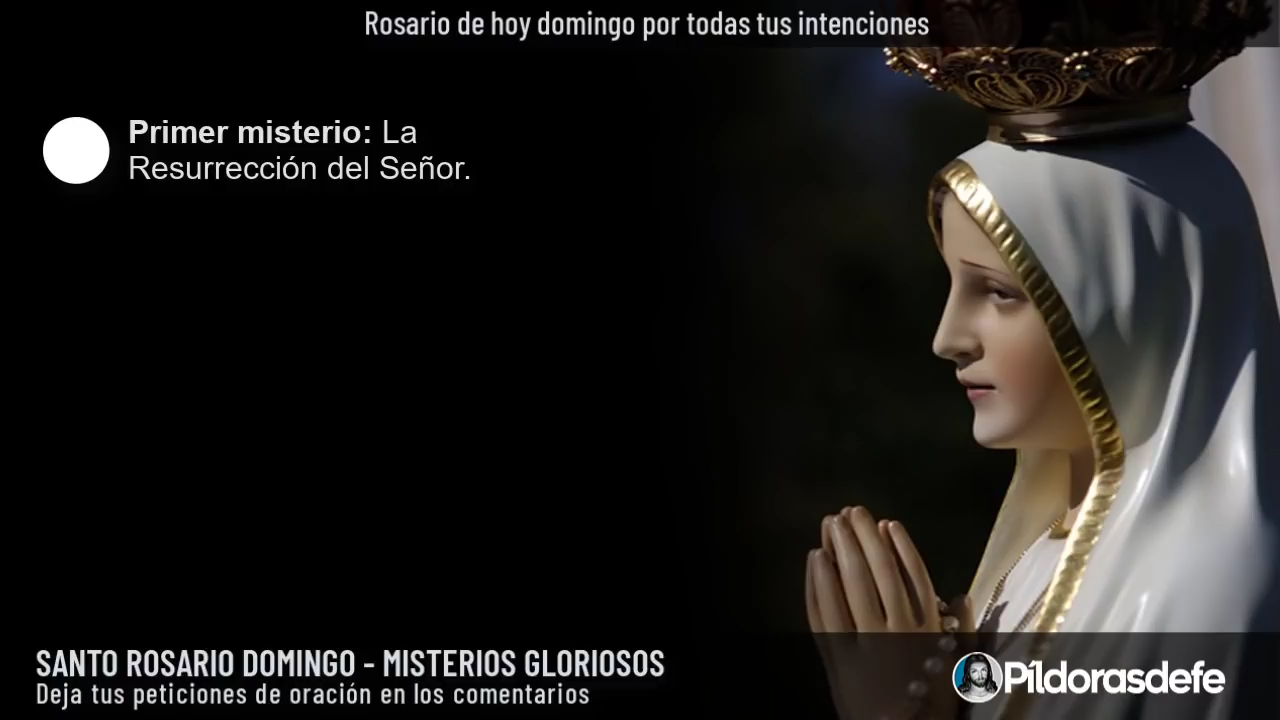 Rosario de hoy domingo por todas tus intenciones
Primer misterio: La
Resurrección del Señor.
SANTO ROSARIO DOMINGO - MISTERIOS GLORIOSOS
Deja tus peticiones de oración en los comentarios
Píldorasdefe